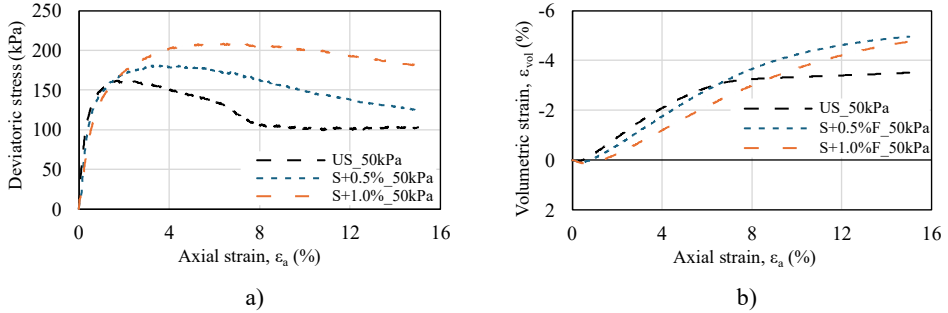 Deviatoric stress (kPa)
250
200
150
100
50
0
US_50kPa
S+0.5%_50kPa
S+1.0%_50kPa
0 4 8 12 16
Axial strain, εa (%)
a)
Volumetric strain, εvol (%)
-6
-4
-2
0
2
US_50kPa
S+0.5%F_50kPa
S+1.0%F_50kPa
0 4 8 12 16
Axial strain, εa (%)
b)